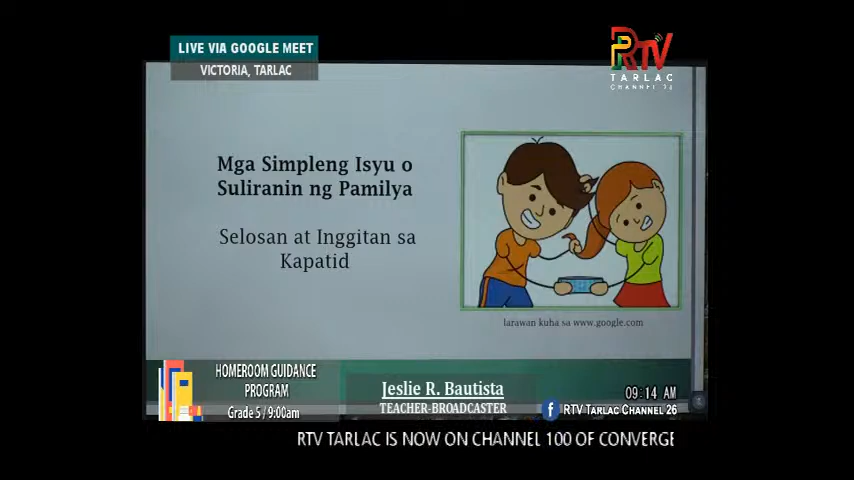 LIVE VIA GOOGLE MEET
VICTORIA, TARLAC
RTV
TARLAC
CHANNEL 26
Mga Simpleng Isyu o
Suliranin ng Pamilya
Selosan at Inggitan sa
Kapatid
larawan kuha sa www.google.com
HOMEROOM GUIDANCE
PROGRAM
Grade 5 / 9:00am
Jeslie R. Bautista
TEACHER-BROADCASTER
09:14 AM
f RTV TARLAC CHANNEL 26
RTV TARLAC IS NOW ON CHANNEL 100 OF CONVERGE